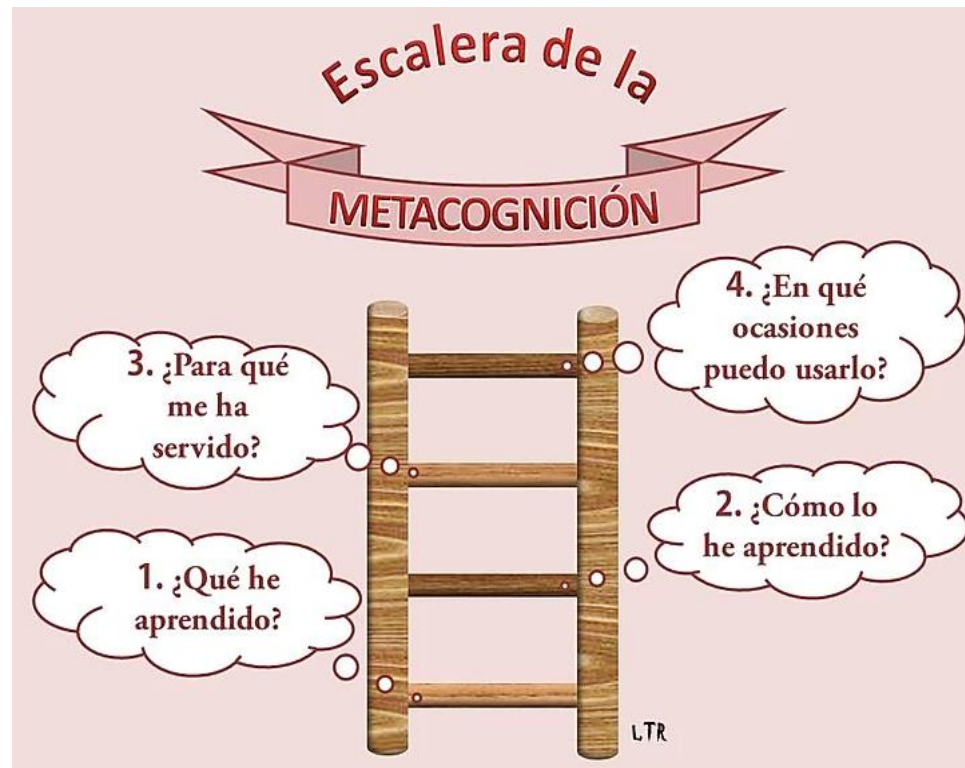 Escalera de la
METACOGNICIÓN
4. ¿En qué
ocasiones
puedo usarlo?
3. ¿Para qué
me ha
servido?
2. ¿Cómo lo
he aprendido?
1. ¿Qué he
aprendido?
LTR